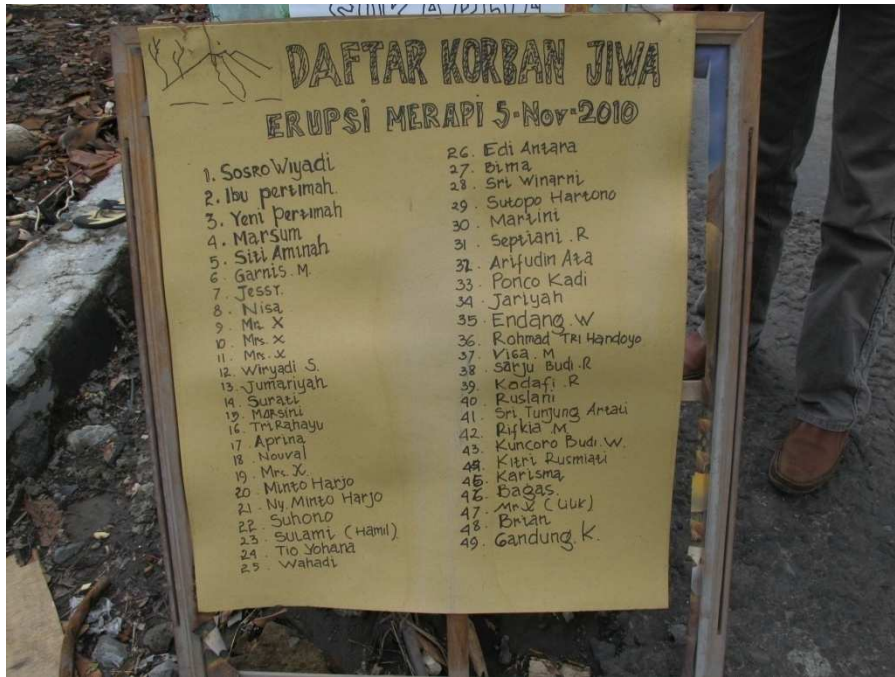 DAFTAR KORBAN JIWA
ERUPSI MERAPI 5-Nov-2010
1. Sosro Wiyadi
2. Ibu pertimah.
3. Yeni Pertimah
4. Marsum
5. Siti Aminah
6. Garnis. M.
7. Jessy.
8. Nisa
9. Mr. X
10. Mrs. X
11. Mrs. X
12. Wiryadi S.
13. Jumariyah
14. Surati
15. Marsini
16. Tri Rahayu
17. Aprina
18. Nouval
19. Mrs. X.
20. Minto Harjo
21. Ny. Minto Harjo
22. Suhono
23. Sulami (Hamil)
24. Tio Yohana
25. Wahadi
26. Edi Antara
27. Bima
28. Sri Winarni
29. Sutopo Hartono
30. Martini
31. Septiani. R
32. Arifudin Ata
33. Ponco Kadi
34. Jariyah
35. Endang. W
36. Rohmad TRI Handoyo
37. Visa. M
38. Sarju Budi. R
39. Kadafi. R
40. Ruslani
41. Sri Tunjung Artati
42. Rifkia. M
43. Kuncoro Budi. W.
44. Kitri Rusmiati
45. Karisma
46. Bagas.
47. Mr. X (Liuk)
48. Brian
49. Gandung. K.